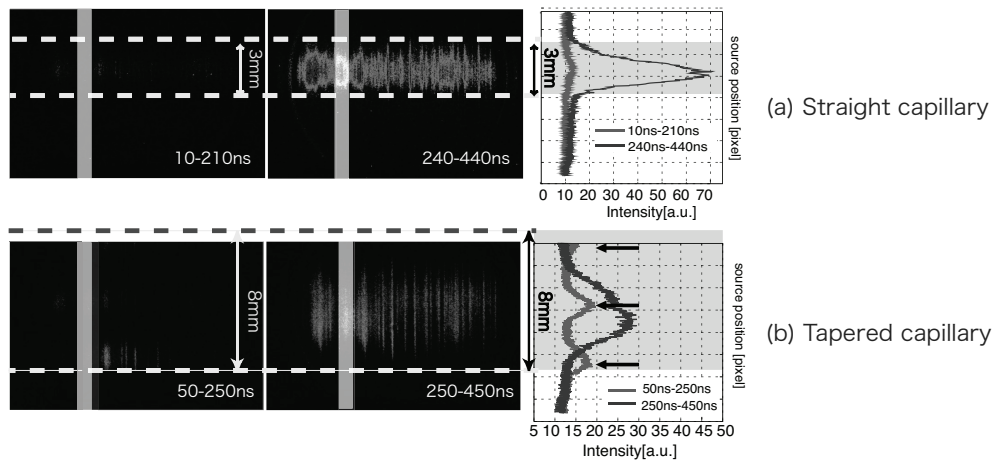 3mm
10-210ns
240-440ns
3mm
10ns-210ns
240ns-440ns
0 10 20 30 40 50 60 70
Intensity[a.u.]
source position [pixel]
(a) Straight capillary
8mm
50-250ns
250-450ns
8mm
50ns-250ns
250ns-450ns
5 10 15 20 25 30 35 40 45 50
Intensity[a.u.]
source position [pixel]
(b) Tapered capillary